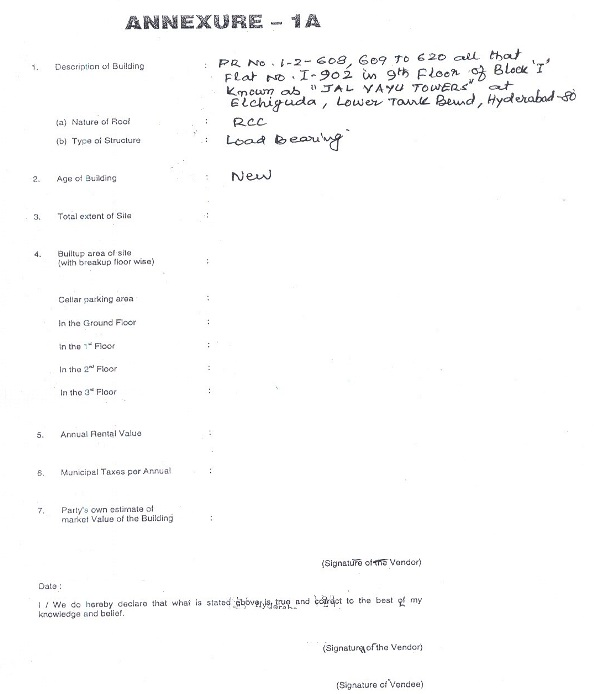 ANNEXURE - 1A
1. Description of Building : PR No. 1-2-608, 609 to 620 all that
Flat No. I-902 in 9th Floor of Block 'I'
Known as "JAL VAYU TOWERS" at
Elchiguda, Lower Tank Bund, Hyderabad-80
(a) Nature of Roof : RCC
(b) Type of Structure : Load Bearing
2. Age of Building : New
3. Total extent of Site :
4. Builtup area of site
(with breakup floor wise) :
Cellar parking area :
In the Ground Floor :
In the 1st Floor :
In the 2nd Floor :
In the 3rd Floor :
5. Annual Rental Value :
6. Municipal Taxes per Annual :
7. Party's own estimate of
market Value of the Building :
(Signature of the Vendor)
Date :
I / We do hereby declare that what is stated above is true and correct to the best of my
knowledge and belief.
(Signature of the Vendor)
(Signature of Vendee)